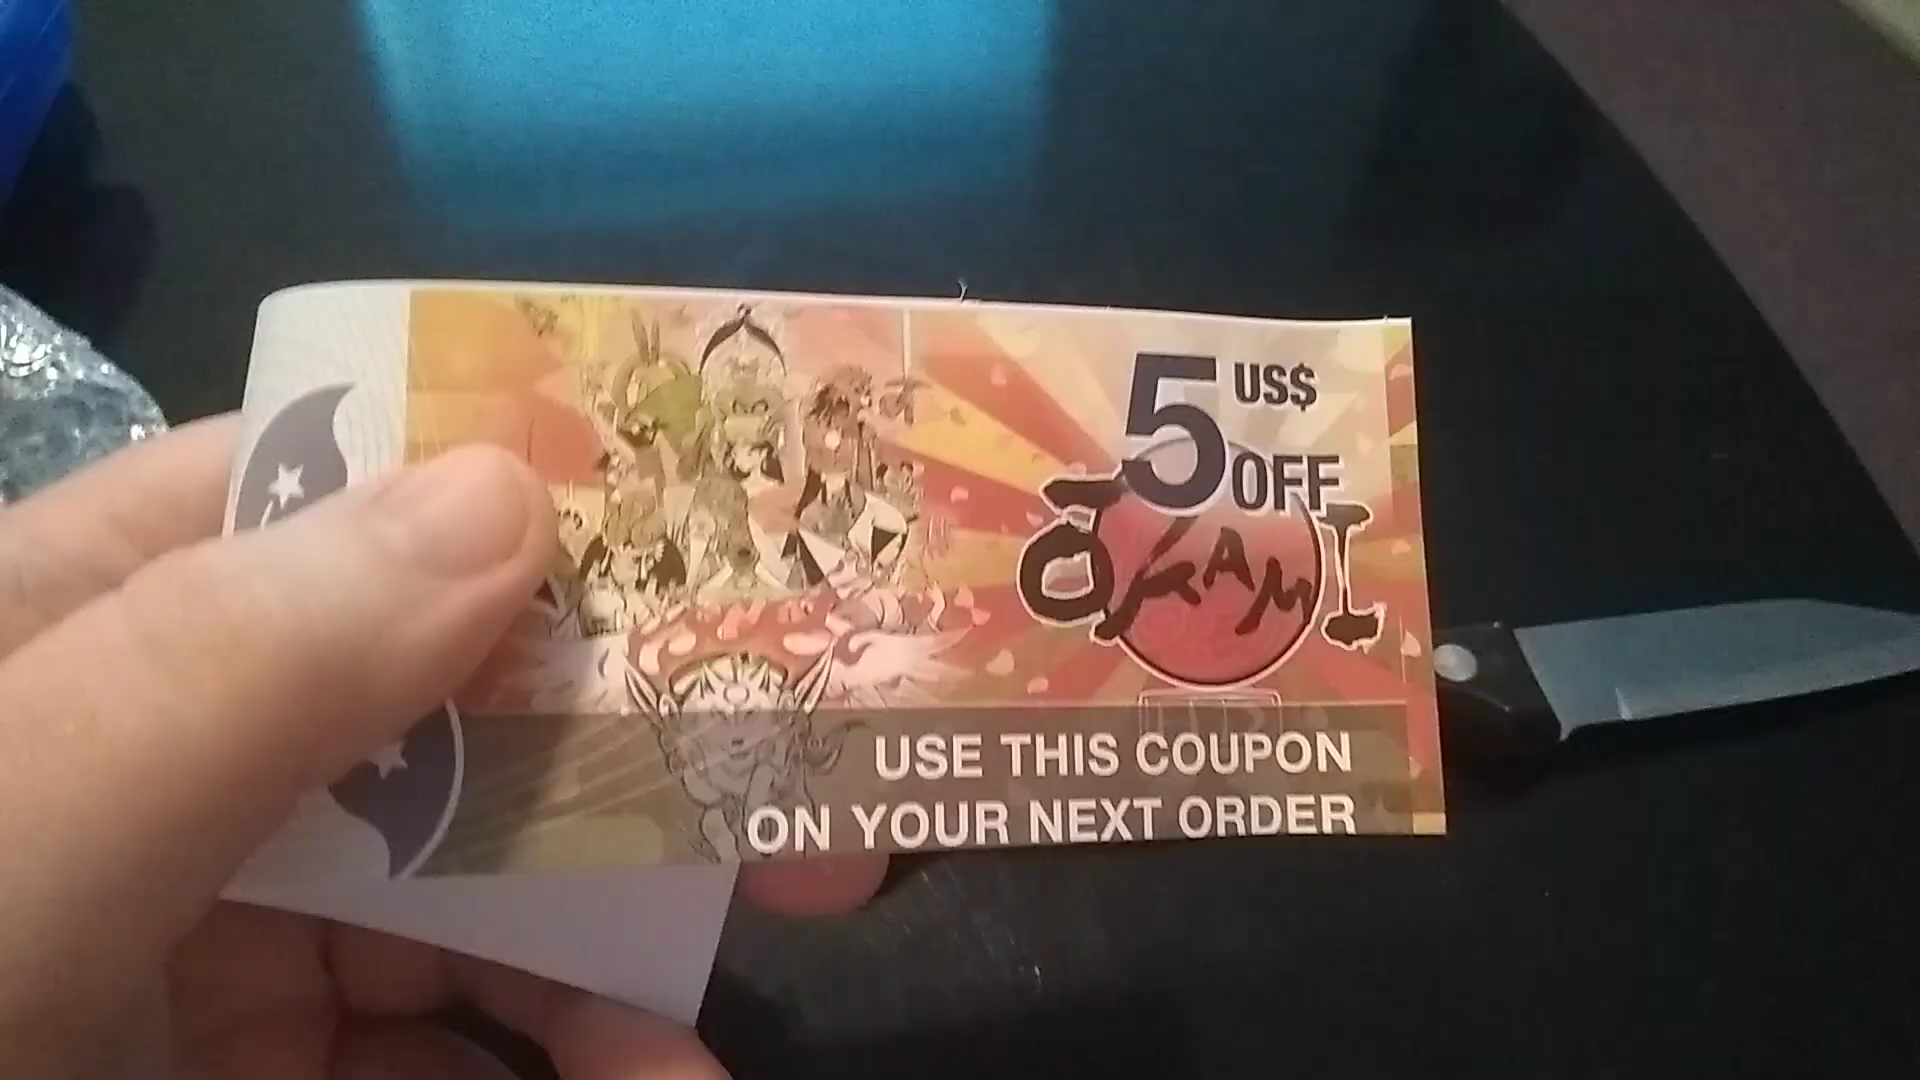 5 US$
OFF
ŌKAMI
USE THIS COUPON
ON YOUR NEXT ORDER